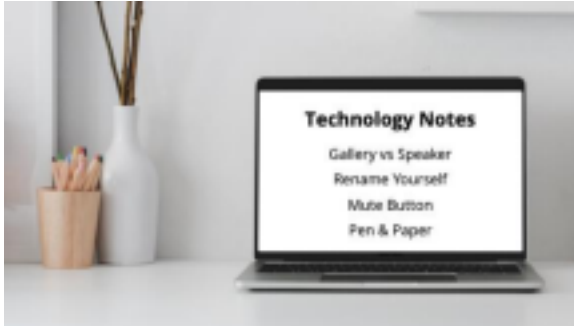 Technology Notes
Gallery vs Speaker
Rename Yourself
Mute Button
Pen & Paper